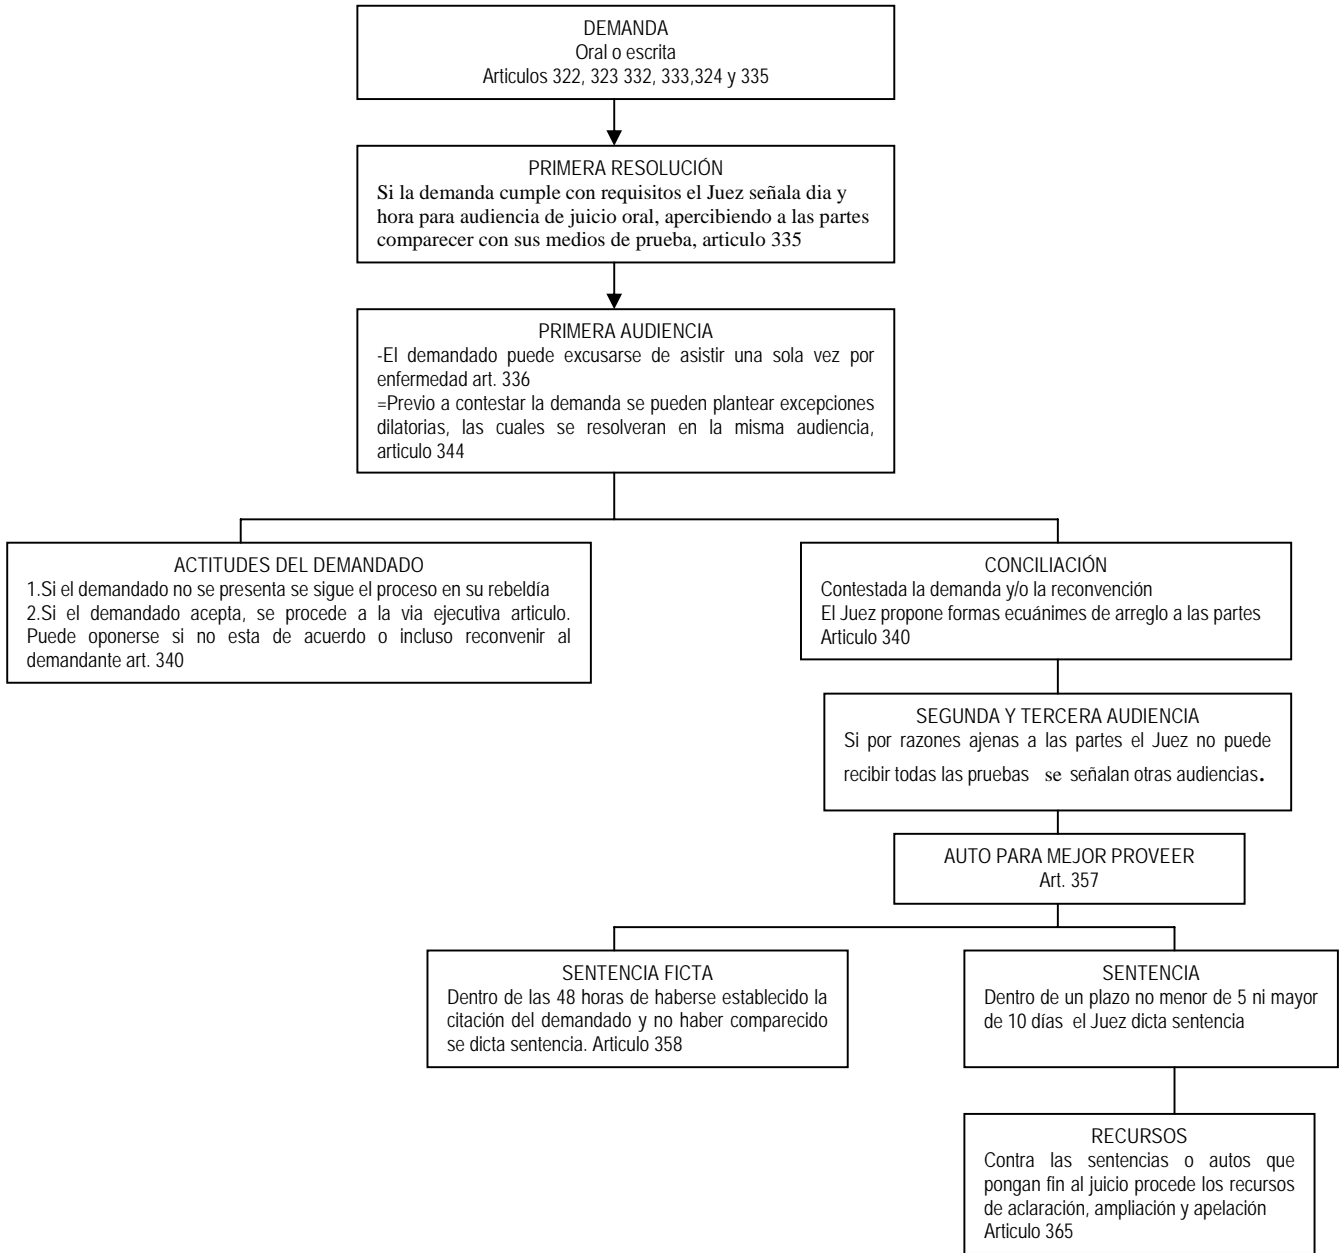 DEMANDA
Oral o escrita
Articulos 322, 323 332, 333,324 y 335
PRIMERA RESOLUCIÓN
Si la demanda cumple con requisitos el Juez señala dia y
hora para audiencia de juicio oral, apercibiendo a las partes
comparecer con sus medios de prueba, articulo 335
PRIMERA AUDIENCIA
-El demandado puede excusarse de asistir una sola vez por
enfermedad art. 336
=Previo a contestar la demanda se pueden plantear excepciones
dilatorias, las cuales se resolveran en la misma audiencia,
articulo 344
ACTITUDES DEL DEMANDADO
1.Si el demandado no se presenta se sigue el proceso en su rebeldía
2.Si el demandado acepta, se procede a la via ejecutiva articulo.
Puede oponerse si no esta de acuerdo o incluso reconvenir al
demandante art. 340
CONCILIACIÓN
Contestada la demanda y/o la reconvención
El Juez propone formas ecuánimes de arreglo a las partes
Articulo 340
SEGUNDA Y TERCERA AUDIENCIA
Si por razones ajenas a las partes el Juez no puede
recibir todas las pruebas se señalan otras audiencias.
AUTO PARA MEJOR PROVEER
Art. 357
SENTENCIA FICTA
Dentro de las 48 horas de haberse establecido la
citación del demandado y no haber comparecido
se dicta sentencia. Articulo 358
SENTENCIA
Dentro de un plazo no menor de 5 ni mayor
de 10 días el Juez dicta sentencia
RECURSOS
Contra las sentencias o autos que
pongan fin al juicio procede los recursos
de aclaración, ampliación y apelación
Articulo 365